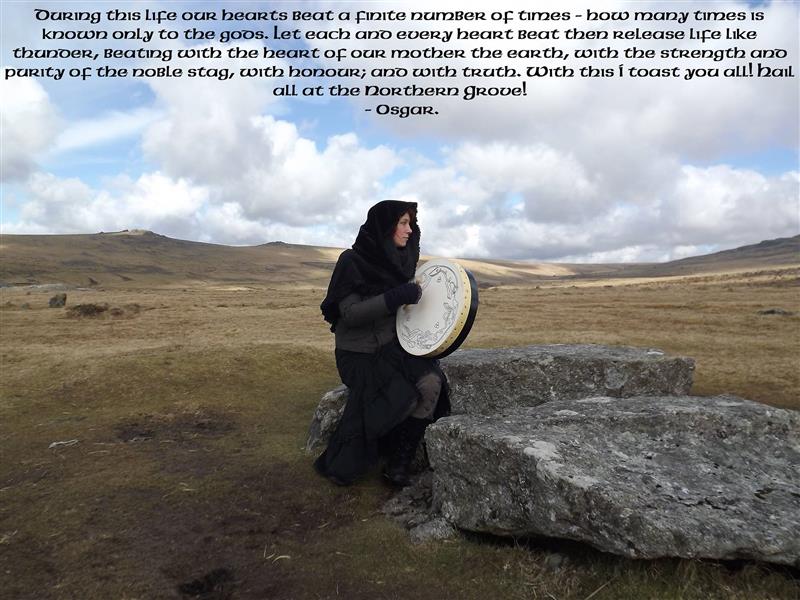 During this life our hearts beat a finite number of times - how many times is
known only to the gods. Let each and every heart beat then release life like
thunder, beating with the heart of our mother the earth, with the strength and
purity of the noble stag, with honour; and with truth. With this I toast you all! Hail
all at the Northern Grove!
- Osgar.